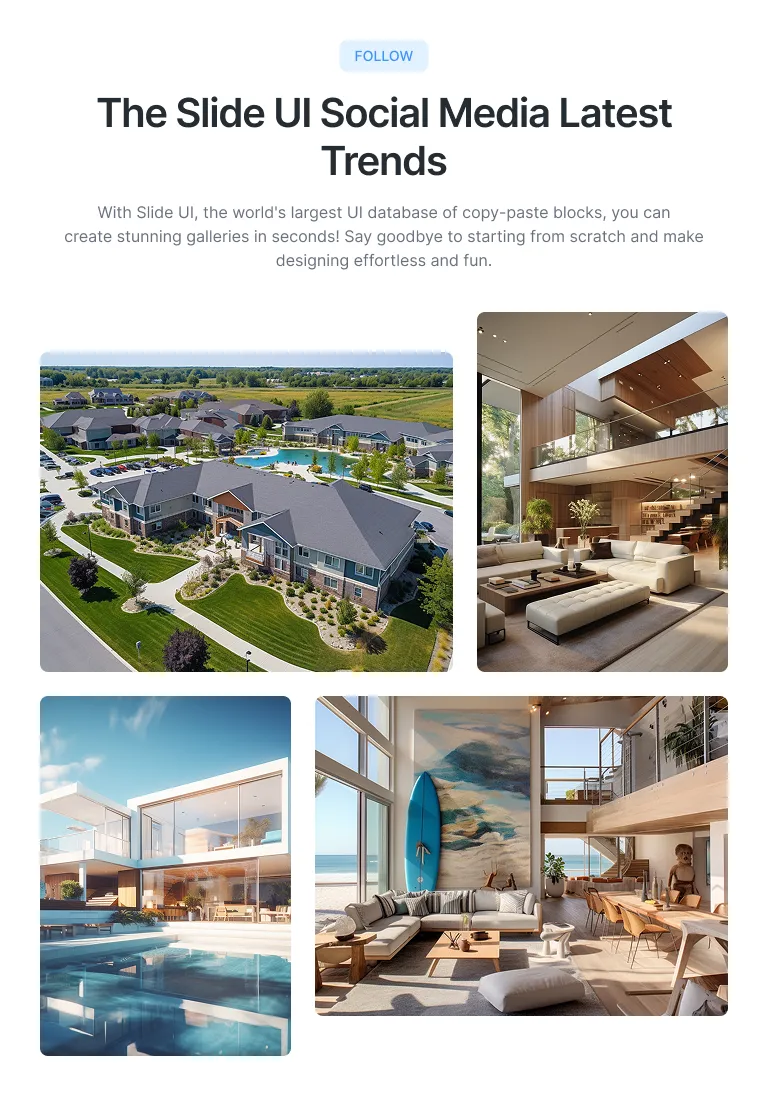 FOLLOW
The Slide UI Social Media Latest
Trends
With Slide UI, the world's largest UI database of copy-paste blocks, you can
create stunning galleries in seconds! Say goodbye to starting from scratch and make
designing effortless and fun.